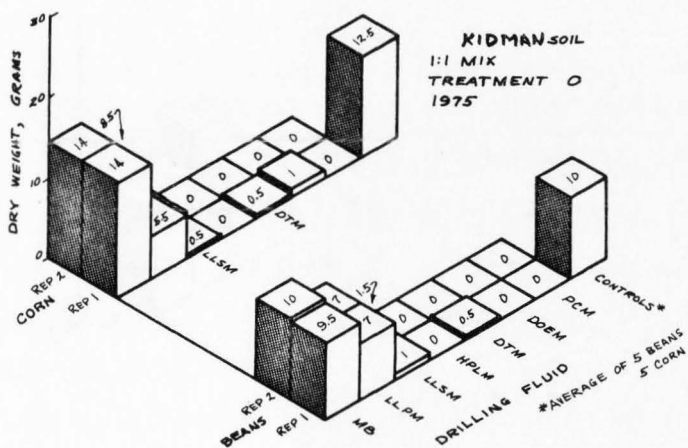 30
20
10
0
DRY WEIGHT, GRAMS
KIDMAN SOIL
1:1 MIX
TREATMENT 0
1975
12.5
8.5
14
14
5.5
0
0
0
0
0.5
0
0.5
1
0
LLSM
DTM
REP 2
REP 1
CORN
10
10
9.5
7
1.5
7
0
0
0
0
0
1
0
0.5
0
0
REP 2
REP 1
BEANS
MB
LLPM
LLSM
HPLM
DTM
DOEM
PCM
CONTROLS*
DRILLING FLUID
*AVERAGE OF 5 BEANS
5 CORN